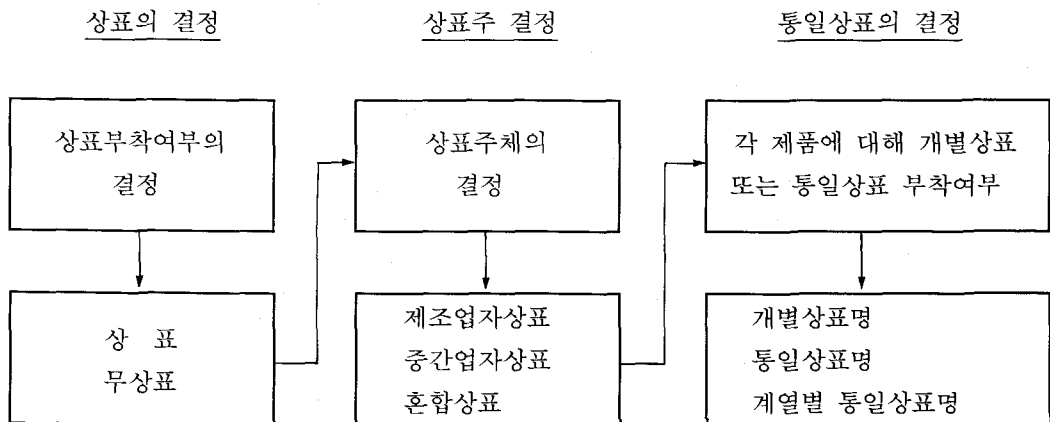 상표의 결정
상표부착여부의
결정
상 표
무상표
상표주 결정
상표주체의
결정
제조업자상표
중간업자상표
혼합상표
통일상표의 결정
각 제품에 대해 개별상표
또는 통일상표 부착여부
개별상표명
통일상표명
계열별 통일상표명